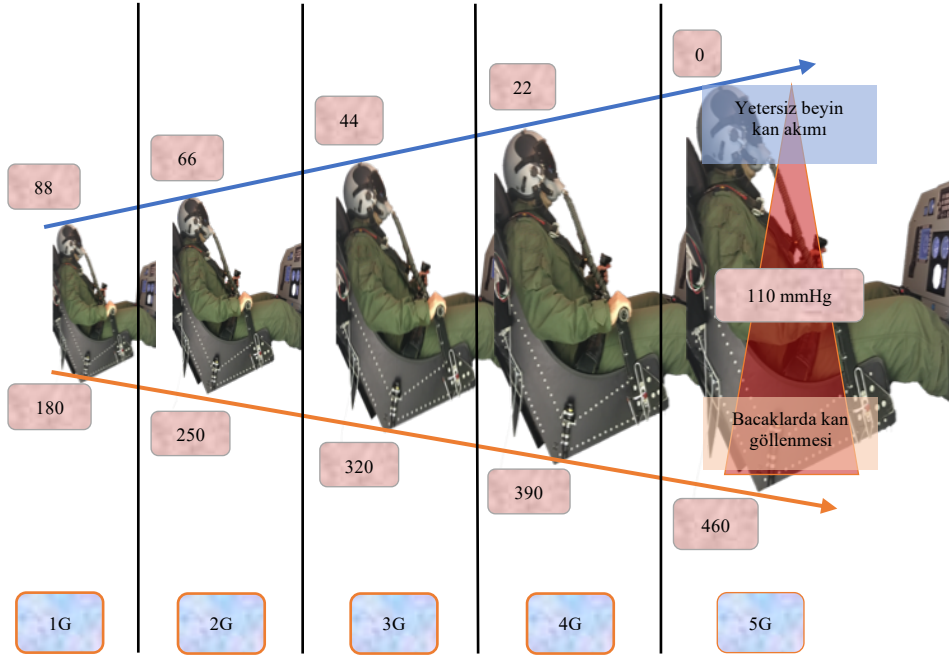 0
22
44
66
88
Yetersiz beyin
kan akımı
110 mmHg
180
250
320
390
460
Bacaklarda kan
göllenmesi
1G
2G
3G
4G
5G